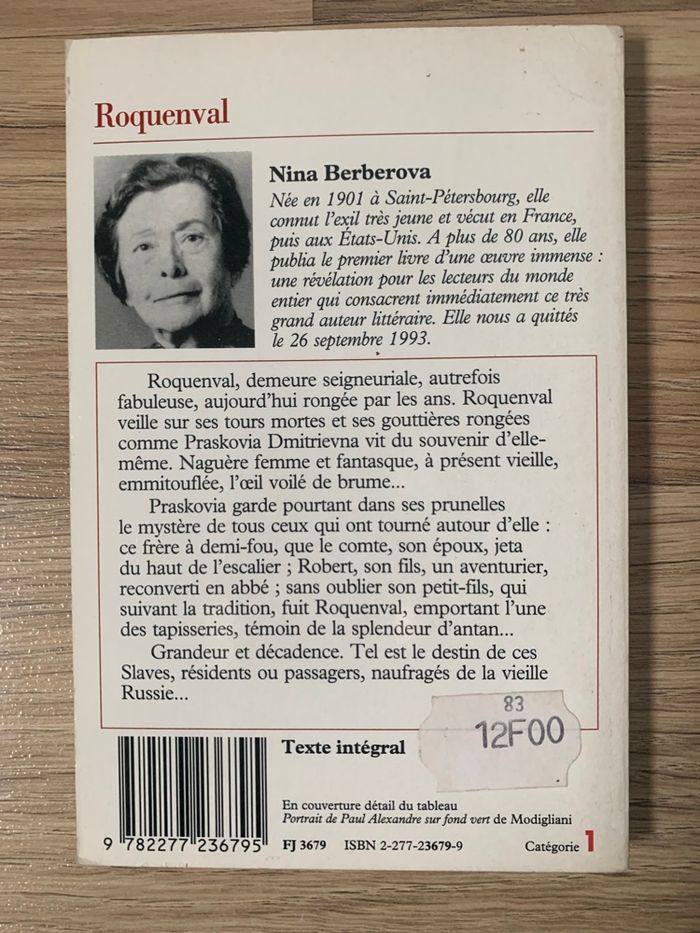 Roquenval
Nina Berberova
Née en 1901 à Saint-Pétersbourg, elle
connut l'exil très jeune et vécut en France,
puis aux États-Unis. A plus de 80 ans, elle
publia le premier livre d'une œuvre immense :
une révélation pour les lecteurs du monde
entier qui consacrent immédiatement ce très
grand auteur littéraire. Elle nous a quittés
le 26 septembre 1993.
Roquenval, demeure seigneuriale, autrefois
fabuleuse, aujourd'hui rongée par les ans. Roquenval
veille sur ses tours mortes et ses gouttières rongées
comme Praskovia Dmitrievna vit du souvenir d'elle-
même. Naguère femme et fantasque, à présent vieille,
emmitouflée, l'œil voilé de brume...
Praskovia garde pourtant dans ses prunelles
le mystère de tous ceux qui ont tourné autour d'elle :
ce frère à demi-fou, que le comte, son époux, jeta
du haut de l'escalier ; Robert, son fils, un aventurier,
reconverti en abbé ; sans oublier son petit-fils, qui
suivant la tradition, fuit Roquenval, emportant l'une
des tapisseries, témoin de la splendeur d'antan...
Grandeur et décadence. Tel est le destin de ces
Slaves, résidents ou passagers, naufragés de la vieille
Russie...
83
12F00
Texte intégral
En couverture détail du tableau
Portrait de Paul Alexandre sur fond vert de Modigliani
9 782277 236795
FJ 3679 ISBN 2-277-23679-9
Catégorie 1